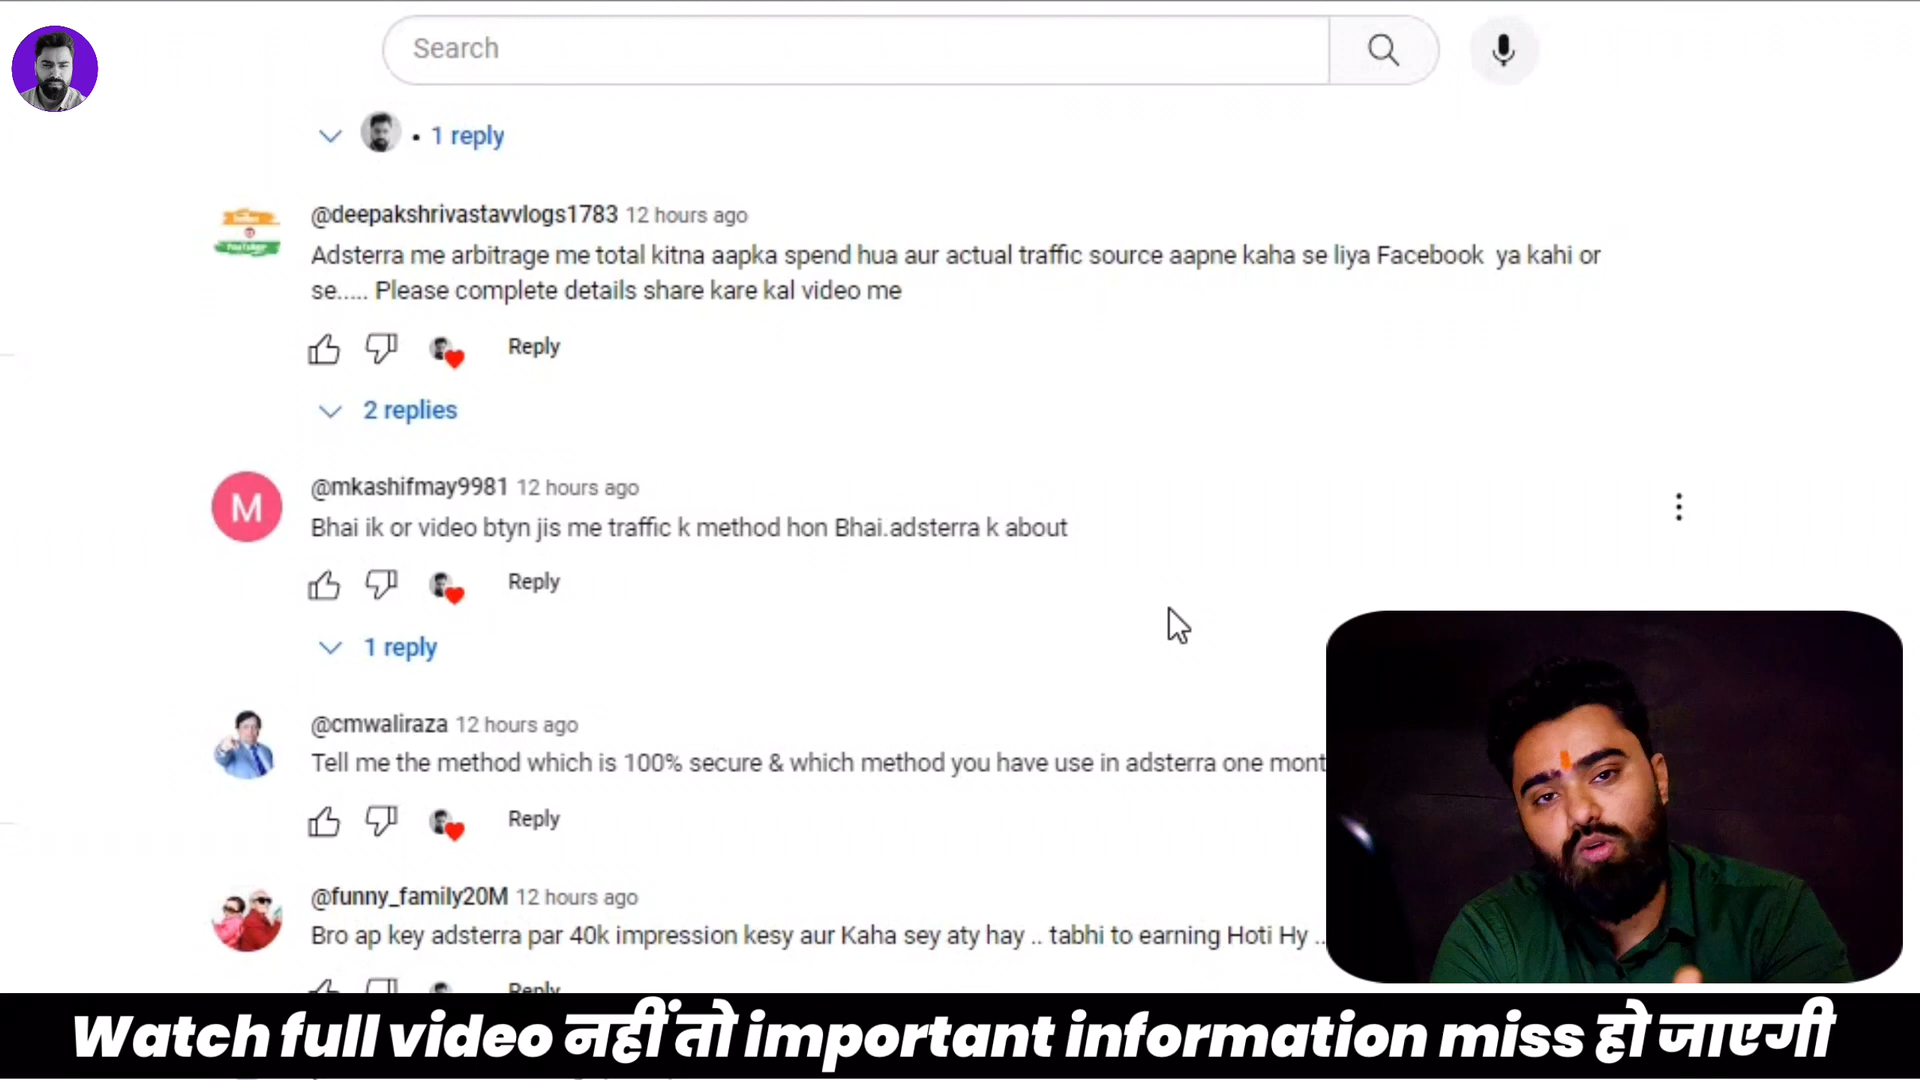 Search
• 1 reply
@deepakshrivastavvlogs1783 12 hours ago
Adsterra me arbitrage me total kitna aapka spend hua aur actual traffic source aapne kaha se liya Facebook ya kahi or
se..... Please complete details share kare kal video me
Reply
2 replies
M
@mkashifmay9981 12 hours ago
Bhai ik or video btyn jis me traffic k method hon Bhai.adsterra k about
Reply
1 reply
@cmwaliraza 12 hours ago
Tell me the method which is 100% secure & which method you have use in adsterra one mont
Reply
@funny_family20M 12 hours ago
Bro ap key adsterra par 40k impression kesy aur Kaha sey aty hay .. tabhi to earning Hoti Hy ..
Reply
Watch full video नहीं तो important information miss हो जाएगी